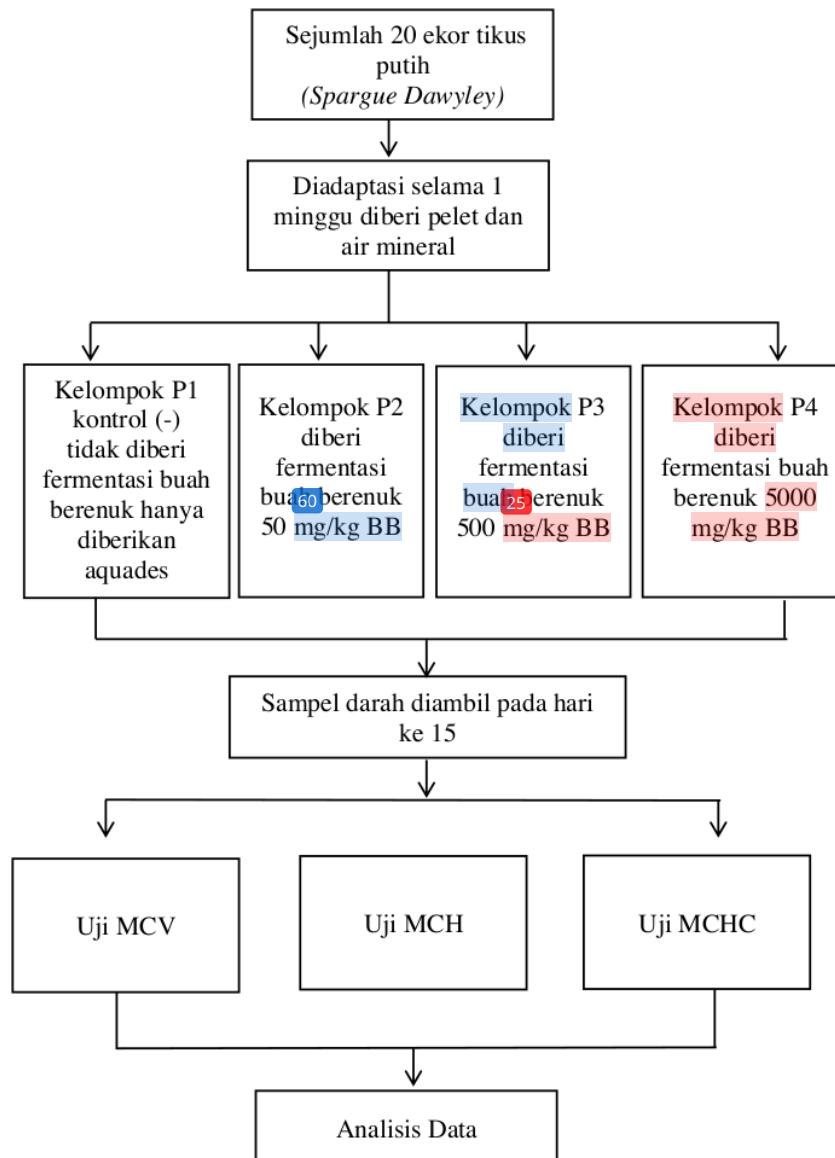 Sejumlah 20 ekor tikus
putih
(Spargue Dawyley)
Diadaptasi selama 1
minggu diberi pelet dan
air mineral
Kelompok P1
kontrol (-)
tidak diberi
fermentasi buah
berenuk hanya
diberikan
aquades
Kelompok P2
diberi
fermentasi
buah berenuk
60
50 mg/kg BB
Kelompok P3
diberi
fermentasi
buah berenuk
25
500 mg/kg BB
Kelompok P4
diberi
fermentasi buah
berenuk 5000
mg/kg BB
Sampel darah diambil pada hari
ke 15
Uji MCV
Uji MCH
Uji MCHC
Analisis Data